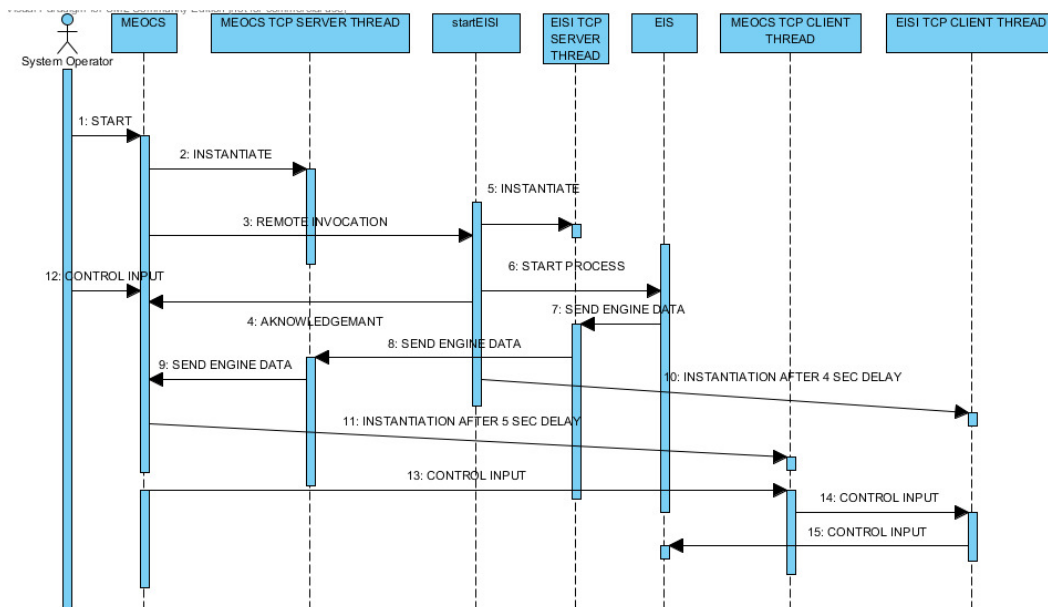 MEOCS
MEOCS TCP SERVER THREAD
startEISI
EISI TCP
SERVER
THREAD
EIS
MEOCS TCP CLIENT
THREAD
EISI TCP CLIENT THREAD
System Operator
1: START
2: INSTANTIATE
5: INSTANTIATE
3: REMOTE INVOCATION
6: START PROCESS
12: CONTROL INPUT
7: SEND ENGINE DATA
4: AKNOWLEDGEMANT
8: SEND ENGINE DATA
9: SEND ENGINE DATA
10: INSTANTIATION AFTER 4 SEC DELAY
11: INSTANTIATION AFTER 5 SEC DELAY
13: CONTROL INPUT
14: CONTROL INPUT
15: CONTROL INPUT